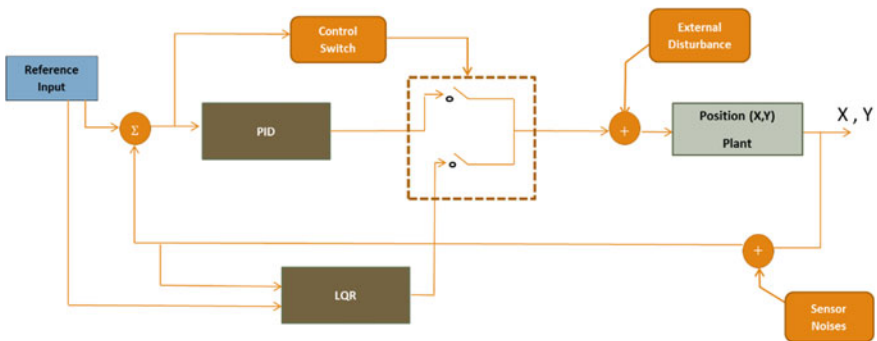 Control
Switch
External
Disturbance
Reference
Input
Σ
PID
+
Position (X,Y)
Plant
X , Y
+
LQR
Sensor
Noises